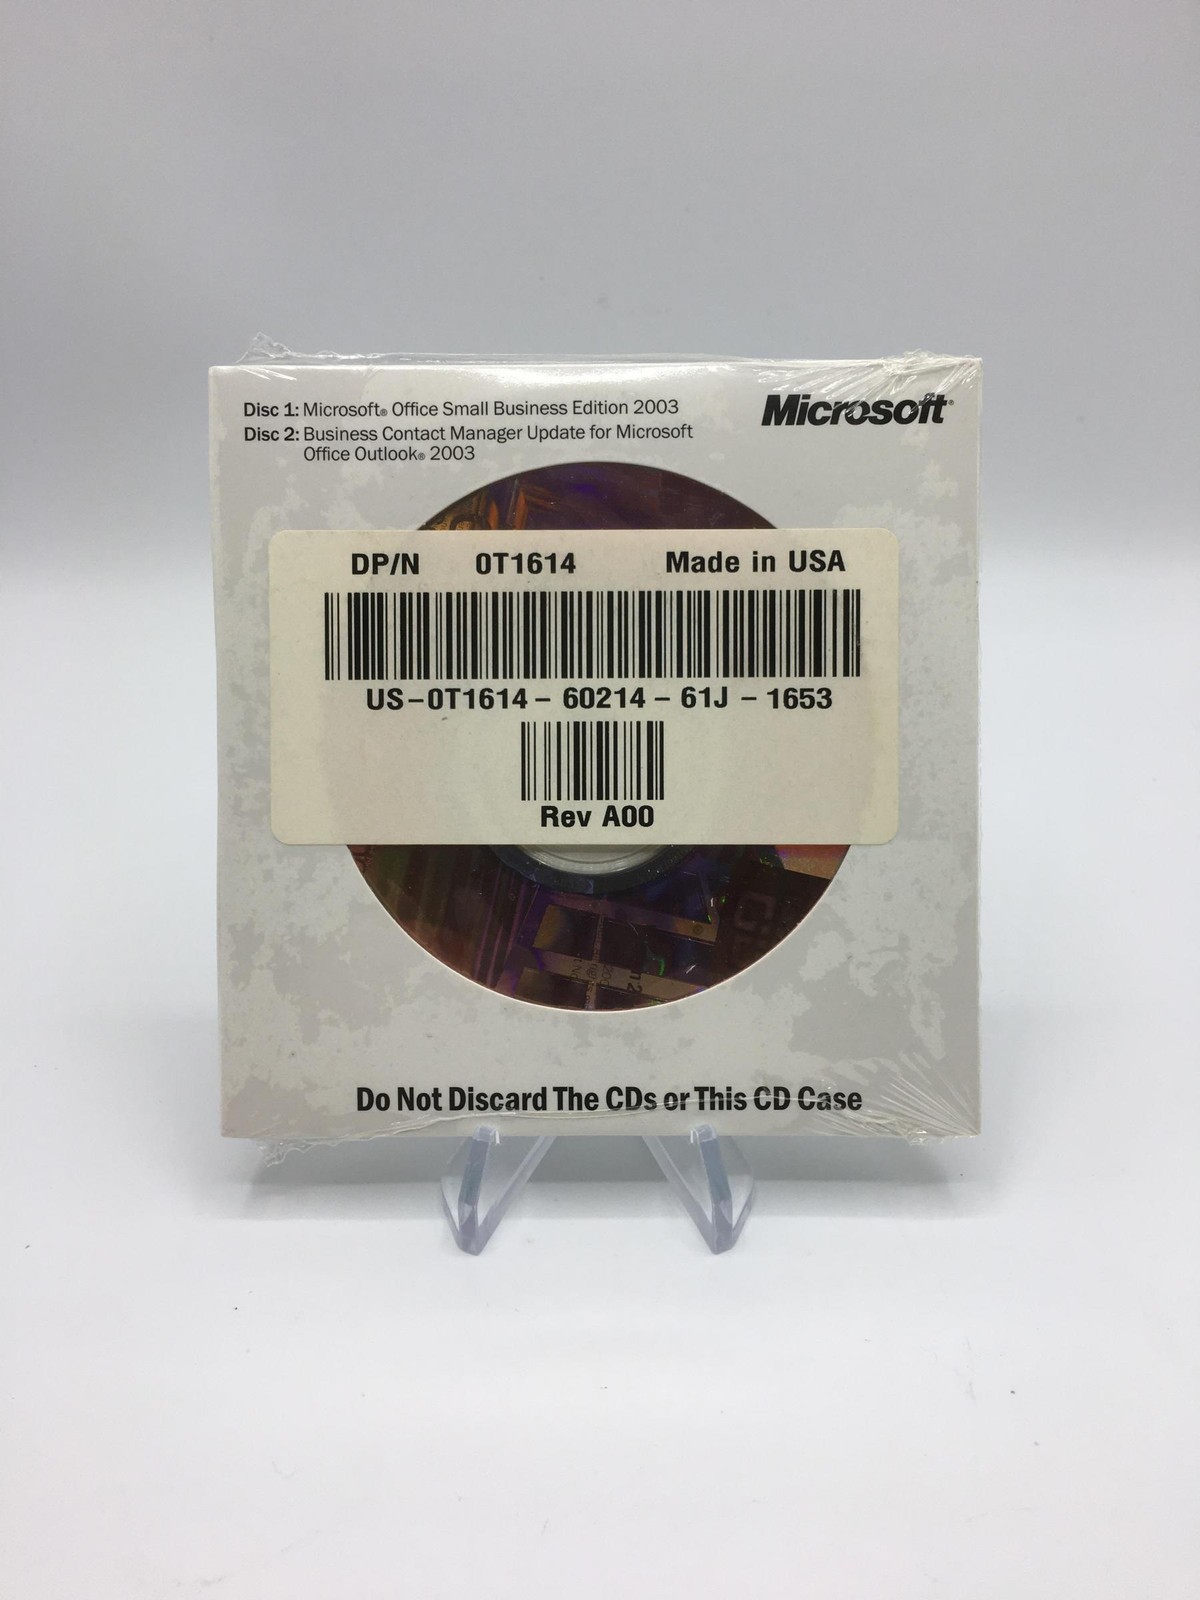 Disc 1: Microsoft® Office Small Business Edition 2003
Disc 2: Business Contact Manager Update for Microsoft
Office Outlook® 2003
Microsoft®
DP/N 0T1614 Made in USA
US-0T1614-60214-61J-1653
Rev A00
Do Not Discard The CDs or This CD Case